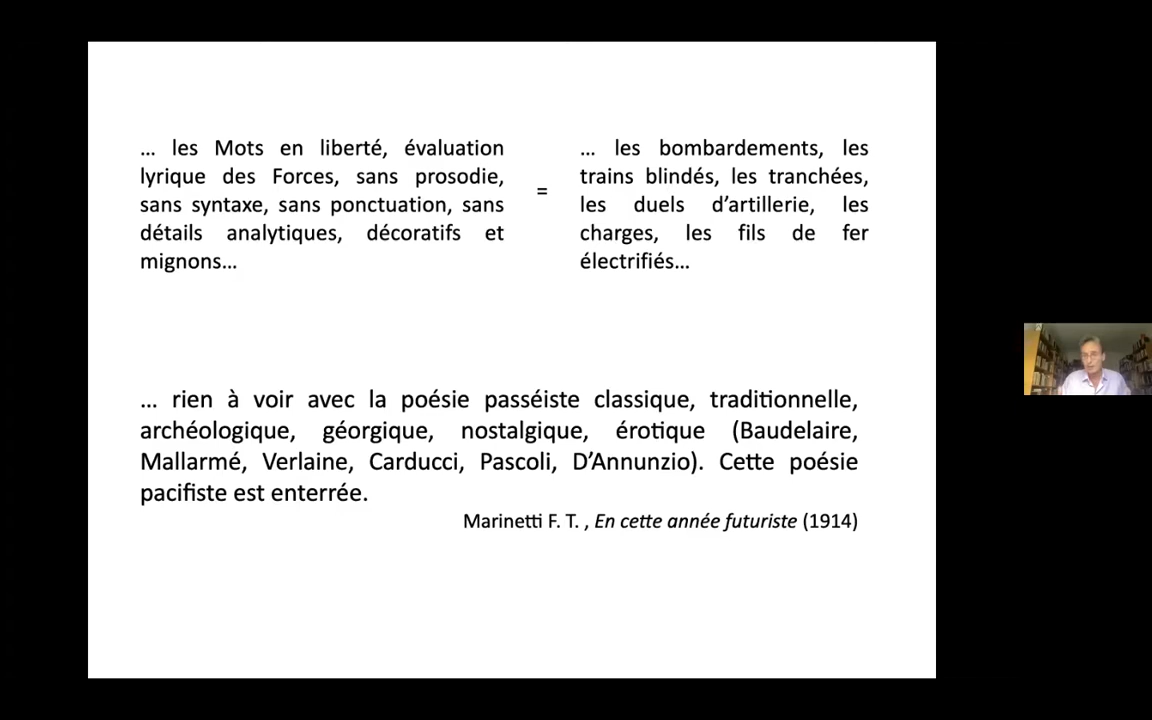 … les Mots en liberté, évaluation
lyrique des Forces, sans prosodie,
sans syntaxe, sans ponctuation, sans
détails analytiques, décoratifs et
mignons…
=
… les bombardements, les
trains blindés, les tranchées,
les duels d’artillerie, les
charges, les fils de fer
électrifiés…
… rien à voir avec la poésie passéiste classique, traditionnelle,
archéologique, géorgique, nostalgique, érotique (Baudelaire,
Mallarmé, Verlaine, Carducci, Pascoli, D’Annunzio). Cette poésie
pacifiste est enterrée.
Marinetti F. T. , En cette année futuriste (1914)